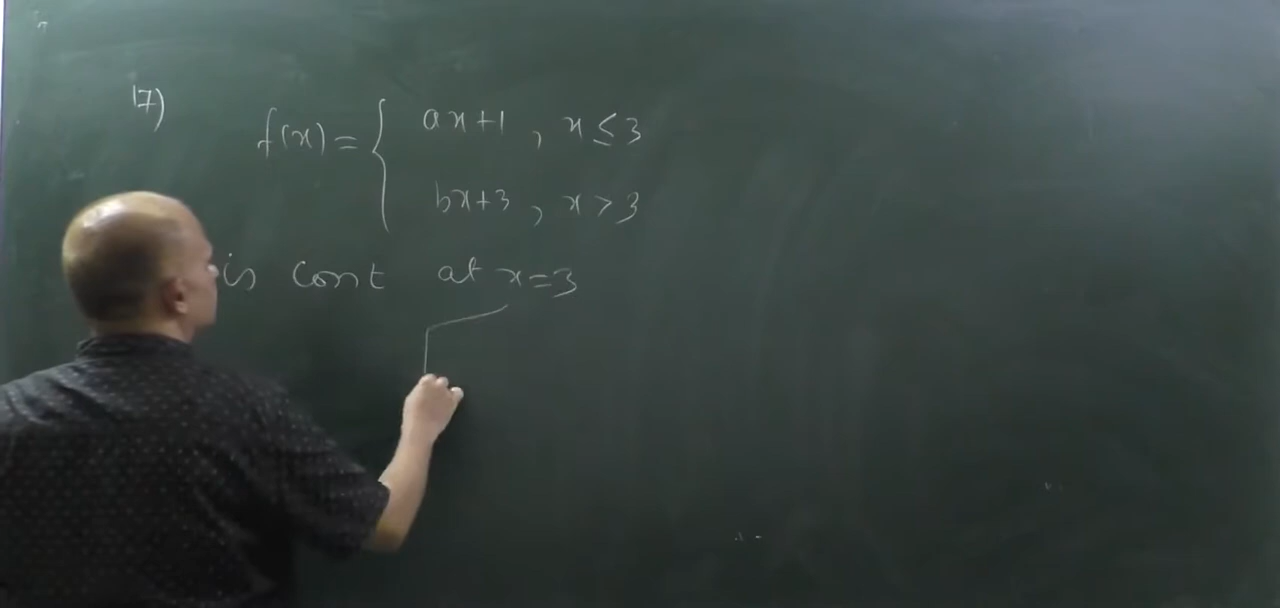 17)
f(x) = { ax+1 , x ≤ 3
bx+3 , x > 3
is cont at x=3